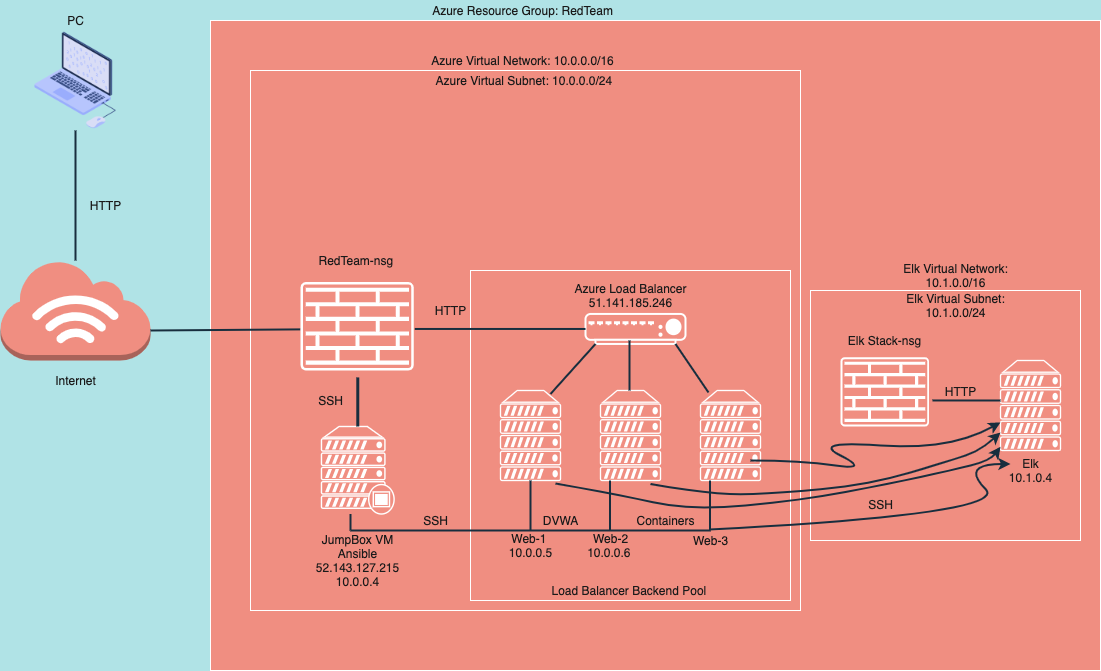 Azure Resource Group: RedTeam
PC
Azure Virtual Network: 10.0.0.0/16
Azure Virtual Subnet: 10.0.0.0/24
HTTP
RedTeam-nsg
Elk Virtual Network:
10.1.0.0/16
Elk Virtual Subnet:
10.1.0.0/24
Azure Load Balancer
51.141.185.246
HTTP
Elk Stack-nsg
Internet
SSH
HTTP
Elk
10.1.0.4
SSH
SSH
DVWA
Containers
JumpBox VM
Ansible
52.143.127.215
10.0.0.4
Web-1
10.0.0.5
Web-2
10.0.0.6
Web-3
Load Balancer Backend Pool